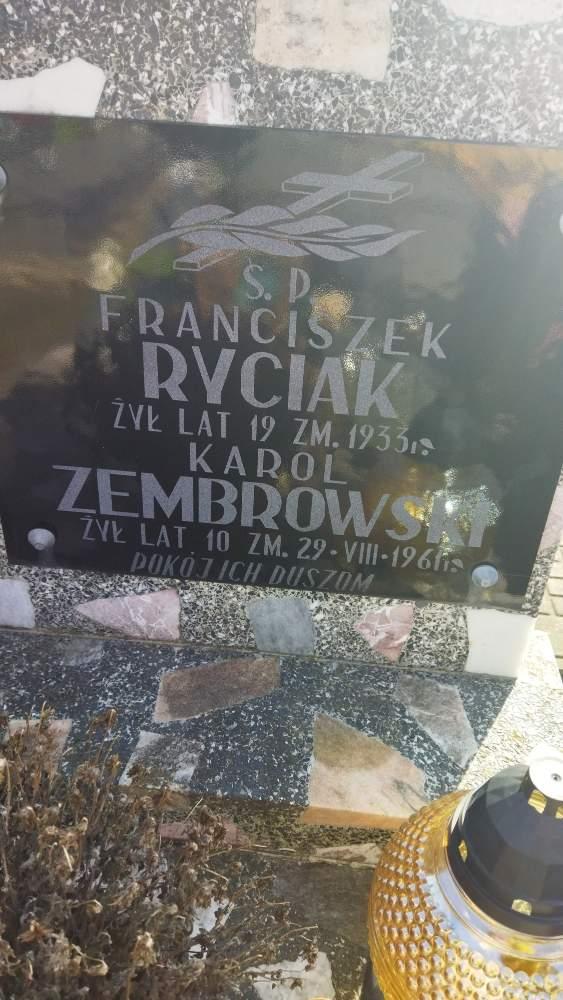 Ś. P.
FRANCISZEK
RYCIAK
ŻYŁ LAT 19 ZM. 1933r.
KAROL
ZEMBROWSKI
ŻYŁ LAT 10 ZM. 29·VIII·1961r.
POKÓJ ICH DUSZOM